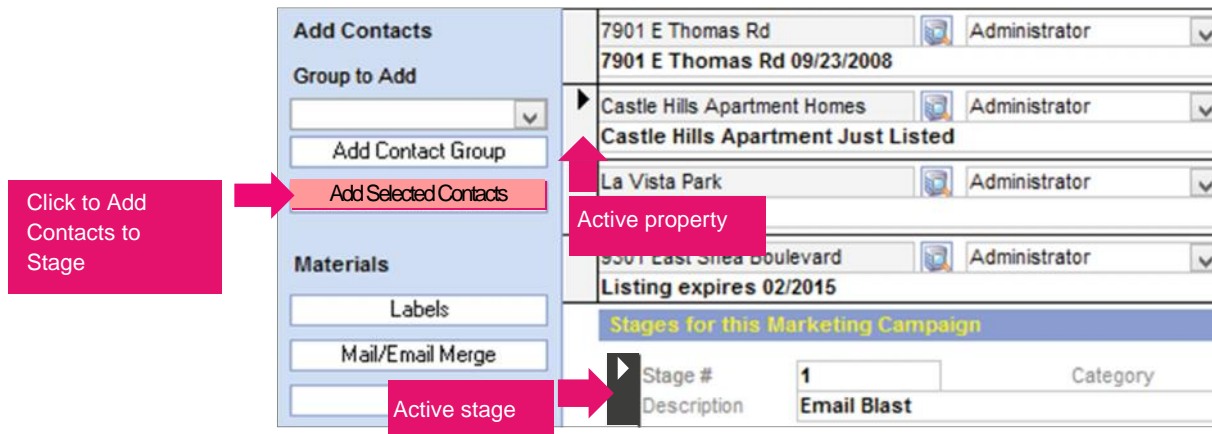 Add Contacts
Group to Add
Add Contact Group
Add Selected Contacts
Click to Add
Contacts to
Stage
Materials
Labels
Mail/Email Merge
7901 E Thomas Rd
Administrator
7901 E Thomas Rd 09/23/2008
Castle Hills Apartment Homes
Administrator
Castle Hills Apartment Just Listed
La Vista Park
Administrator
Active property
9501 East Shea Boulevard
Administrator
Listing expires 02/2015
Stages for this Marketing Campaign
Stage #
1
Category
Active stage
Description
Email Blast